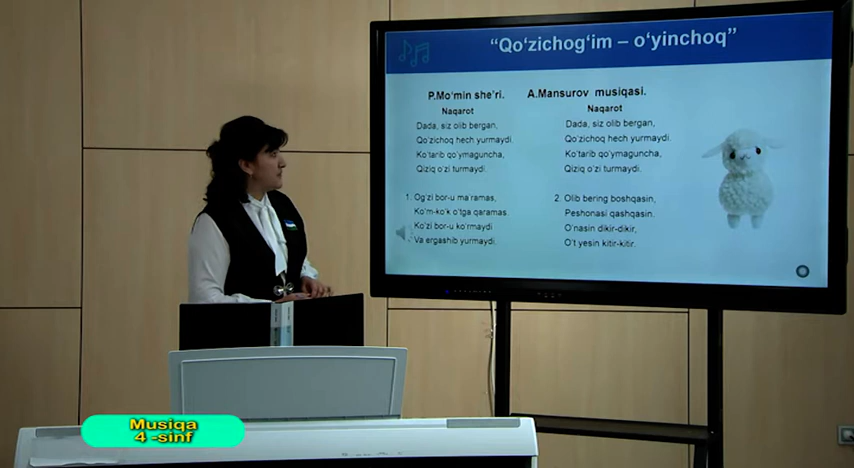 "Qo'zichog'im – o'yinchoq"
P.Mo'min she'ri.
A.Mansurov musiqasi.
Naqarot
Dada, siz olib bergan,
Qo'zichoq hech yurmaydi.
Ko'tarib qo'ymaguncha,
Qiziq o'zi turmaydi.
1. Og'zi bor-u ma'ramas,
Ko'm-ko'k o'tga qaramas.
Ko'zi bor-u ko'rmaydi
Va ergashib yurmaydi.
Naqarot
Dada, siz olib bergan,
Qo'zichoq hech yurmaydi.
Ko'tarib qo'ymaguncha,
Qiziq o'zi turmaydi.
2. Olib bering boshqasin,
Peshonasi qashqasin.
O'nasin dikir-dikir,
O't yesin kitir-kitir.
Musiqa
4 -sinf